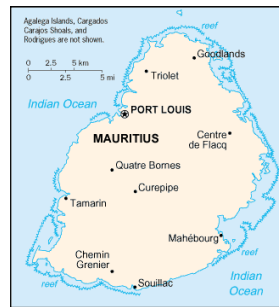 Agalega Islands, Cargados
Carajos Shoals, and
Rodrigues are not shown.
reef
Goodlands
Triolet
0 2.5 5 km
0 2.5 5 mi
Indian Ocean
PORT LOUIS
MAURITIUS
Centre
de Flacq
Quatre Bornes
Curepipe
Tamarin
Mahébourg
Chemin
Grenier
reef
Indian
Ocean
Souillac
reef